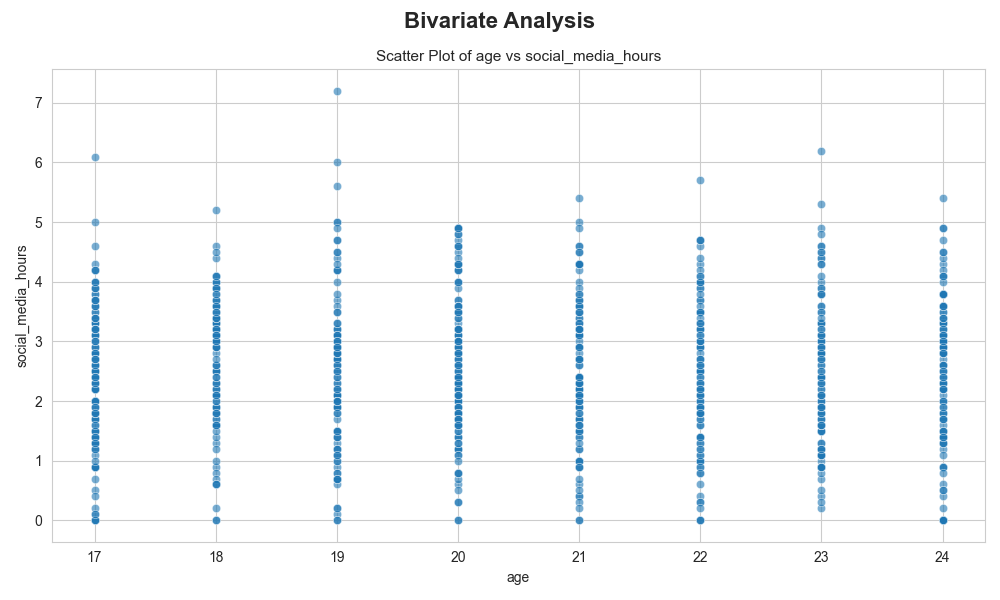 Bivariate Analysis
Scatter Plot of age vs social_media_hours
social_media_hours
7
6
5
4
3
2
1
0
17 18 19 20 21 22 23 24
age